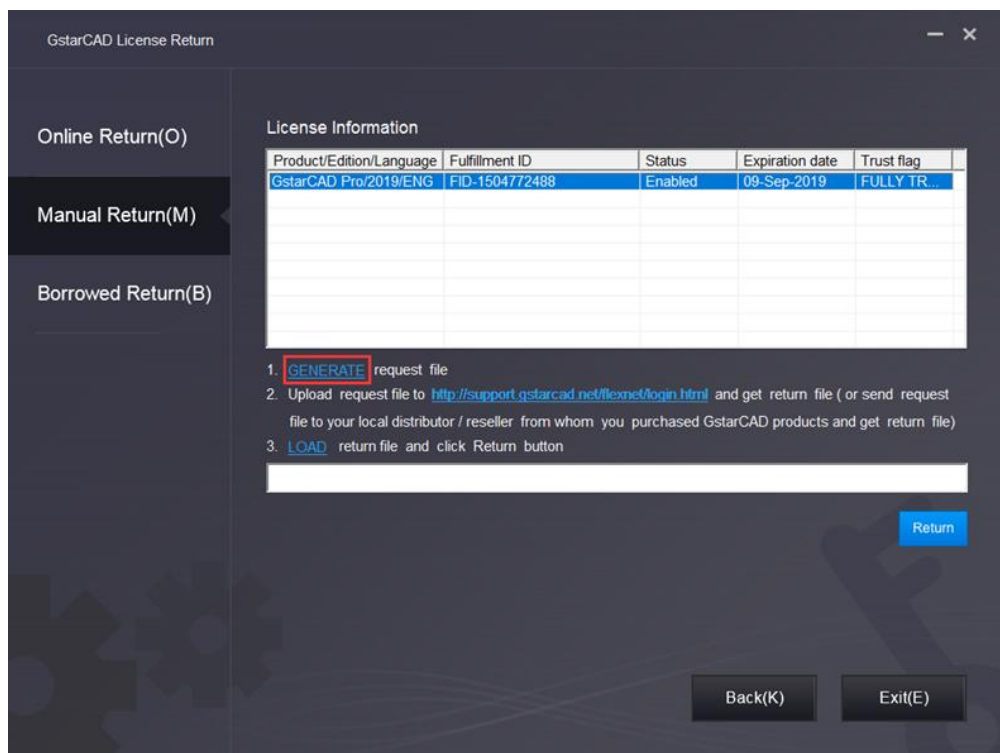 GstarCAD License Return
Online Return(O)
Manual Return(M)
Borrowed Return(B)
License Information
Product/Edition/Language Fulfillment ID Status Expiration date Trust flag
GstarCAD Pro/2019/ENG FID-1504772488 Enabled 09-Sep-2019 FULLY TR...
1. GENERATE request file
2. Upload request file to http://support.gstarcad.net/flexnet/login.html and get return file ( or send request
file to your local distributor / reseller from whom you purchased GstarCAD products and get return file)
3. LOAD return file and click Return button
Return
Back(K) Exit(E)